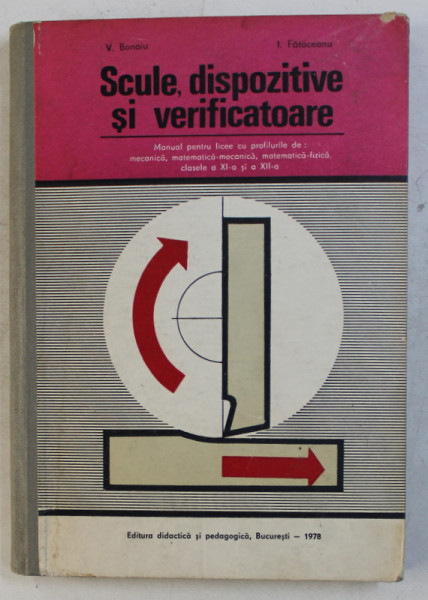 V. Bonoiu I. Fătăceanu
Scule, dispozitive
și verificatoare
Manual pentru licee cu profilurile de :
mecanică, matematică-mecanică, matematică-fizică,
clasele a XI-a și a XII-a
Editura didactică și pedagogică, București – 1978